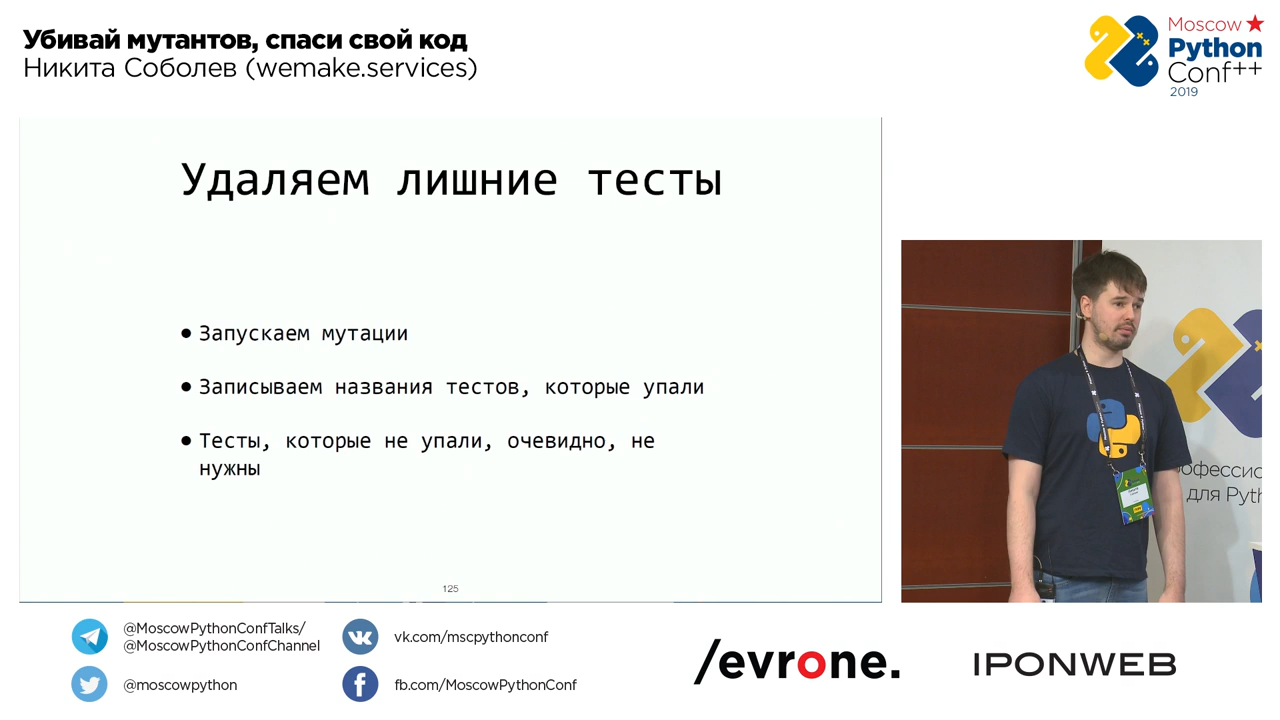 Убивай мутантов, спаси свой код
Никита Соболев (wemake.services)
Moscow
Python
Conf++
2019
Удаляем лишние тесты
Запускаем мутации
Записываем названия тестов, которые упали
Тесты, которые не упали, очевидно, не
нужны
125
для Pyth
@MoscowPythonConfTalks/
@MoscowPythonConfChannel
vk.com/mscpythonconf
@moscowpython
fb.com/MoscowPythonConf
/evrone.
IPONWEB